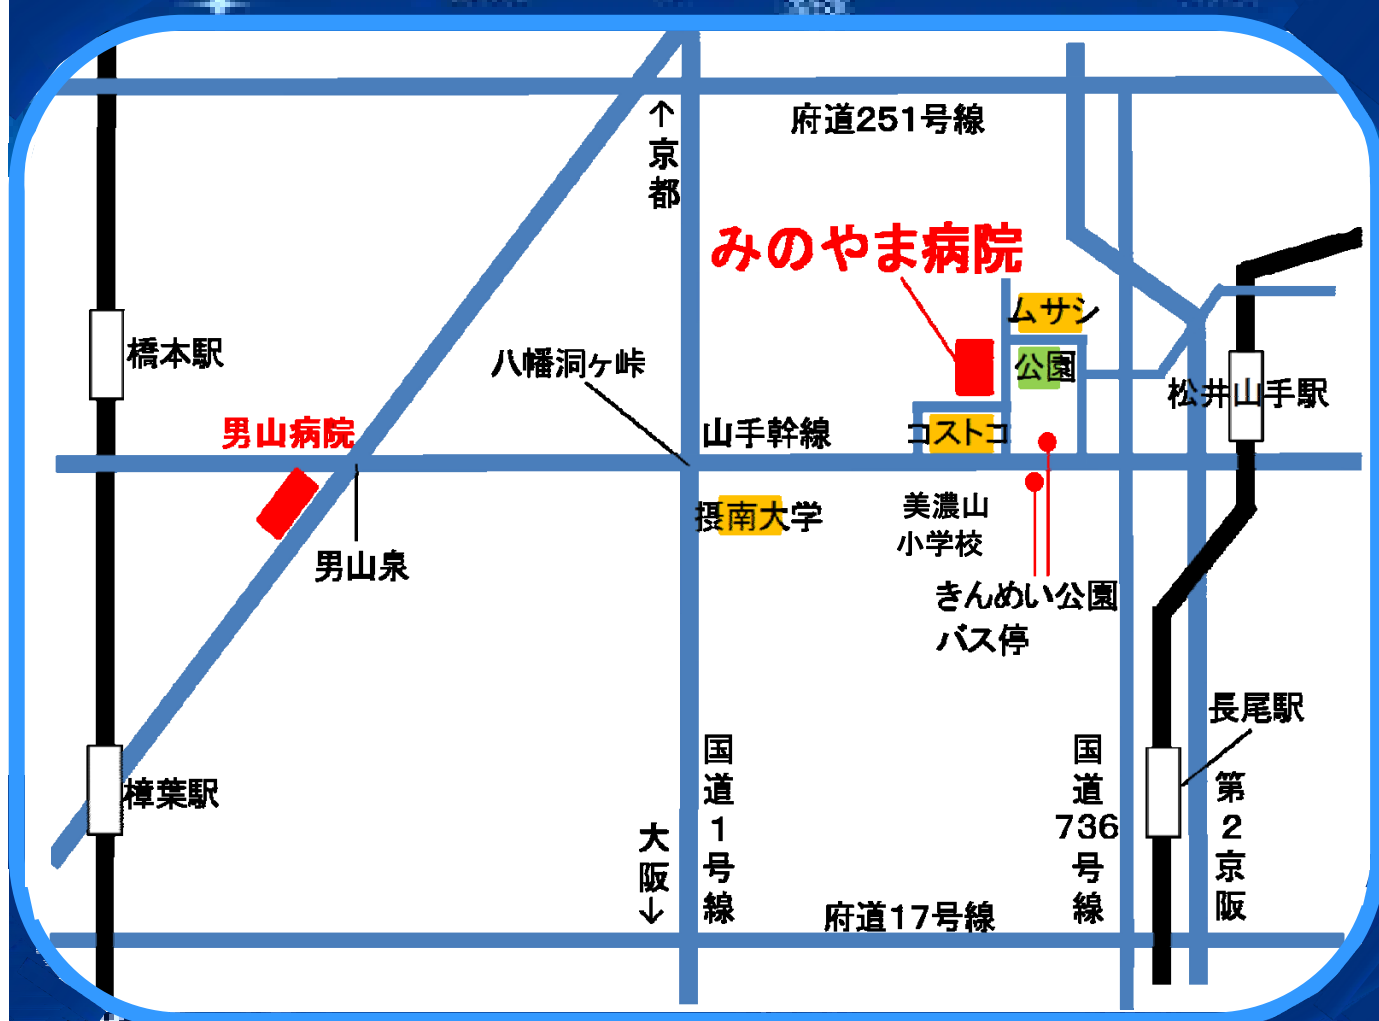 府道251号線
↑京都
みのやま病院
ムサシ
公園
橋本駅
八幡洞ヶ峠
松井山手駅
男山病院
山手幹線
コストコ
摂南大学
美濃山
小学校
男山泉
きんめい公園
バス停
長尾駅
樟葉駅
国道1号線
国道736号線
第2京阪
大阪↓
府道17号線